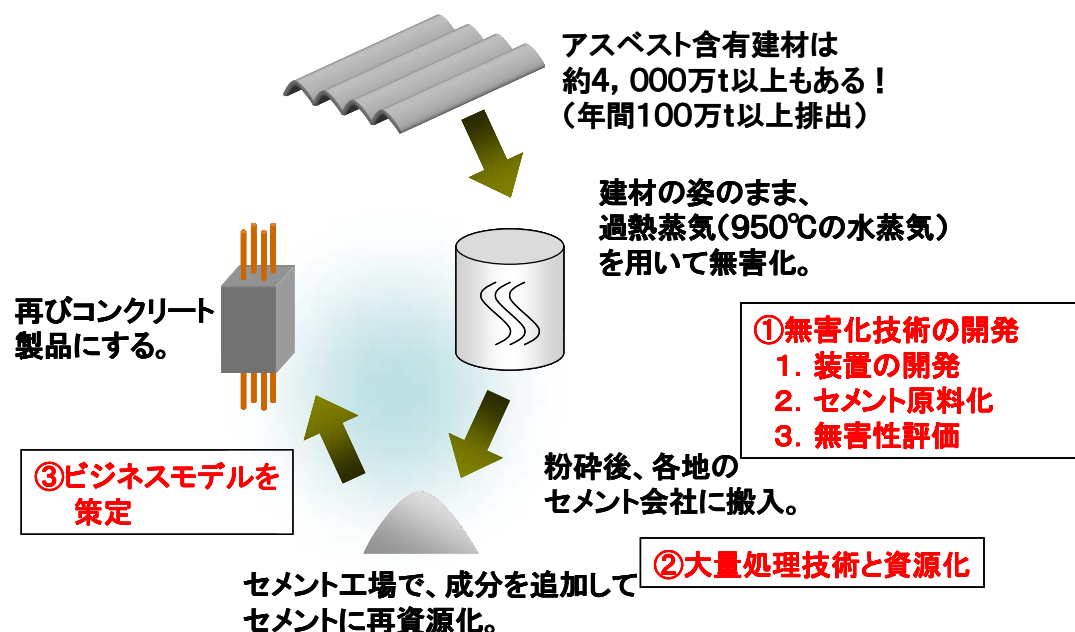 アスベスト含有建材は
約4,000万t以上もある！
（年間100万t以上排出）
建材の姿のまま、
過熱蒸気（950℃の水蒸気）
を用いて無害化。
①無害化技術の開発
1. 装置の開発
2. セメント原料化
3. 無害性評価
粉砕後、各地の
セメント会社に搬入。
②大量処理技術と資源化
セメント工場で、成分を追加して
セメントに再資源化。
③ビジネスモデルを
策定
再びコンクリート
製品にする。